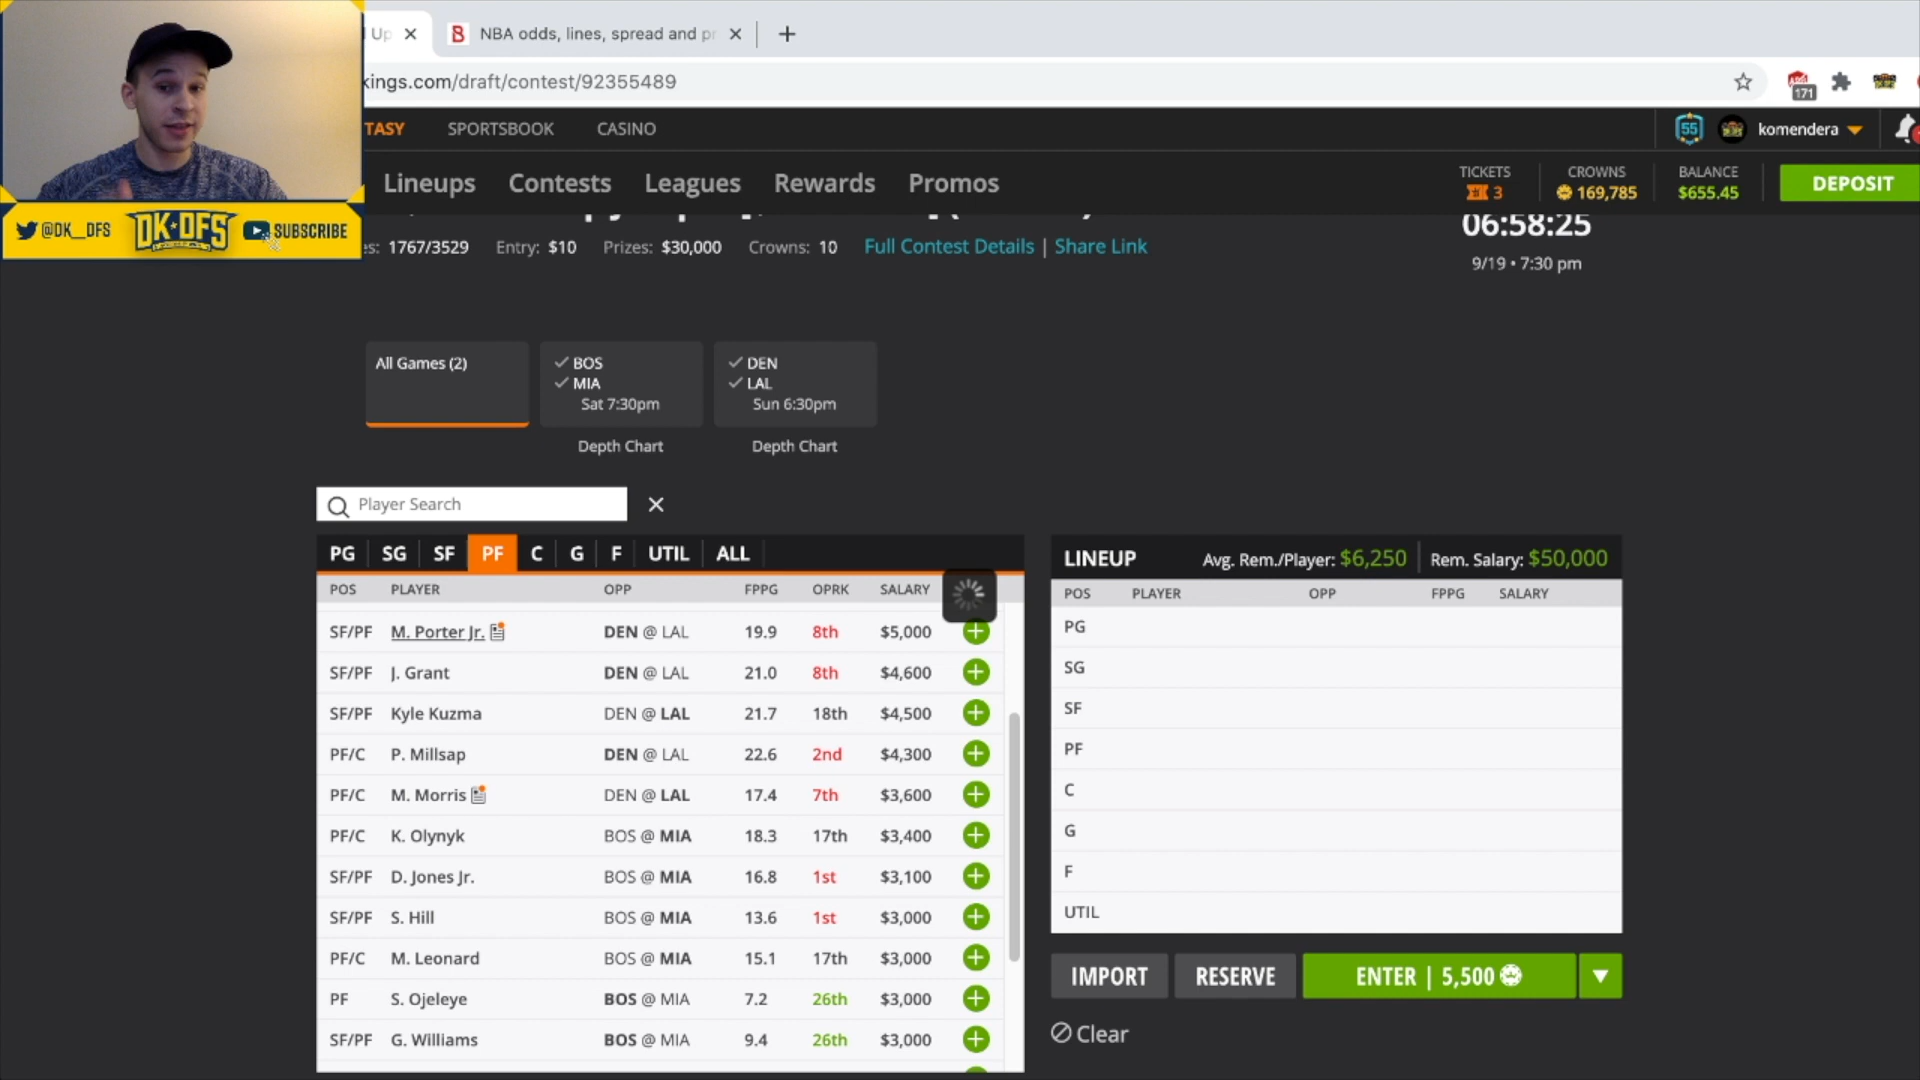 Up
NBA odds, lines, spread and pr
kings.com/draft/contest/92355489
171
TASY SPORTSBOOK CASINO
55 komendera
Lineups Contests Leagues Rewards Promos
TICKETS 3
CROWNS 169,785
BALANCE $655.45
DEPOSIT
@DK__DFS DK★DFS SUBSCRIBE
es: 1767/3529 Entry: $10 Prizes: $30,000 Crowns: 10 Full Contest Details | Share Link
06:58:25
9/19 • 7:30 pm
All Games (2)
BOS
MIA
Sat 7:30pm
DEN
LAL
Sun 6:30pm
Depth Chart Depth Chart
Player Search
PG SG SF PF C G F UTIL ALL
POS PLAYER OPP FPPG OPRK SALARY
SF/PF M. Porter Jr. DEN @ LAL 19.9 8th $5,000
SF/PF J. Grant DEN @ LAL 21.0 8th $4,600
SF/PF Kyle Kuzma DEN @ LAL 21.7 18th $4,500
PF/C P. Millsap DEN @ LAL 22.6 2nd $4,300
PF/C M. Morris DEN @ LAL 17.4 7th $3,600
PF/C K. Olynyk BOS @ MIA 18.3 17th $3,400
SF/PF D. Jones Jr. BOS @ MIA 16.8 1st $3,100
SF/PF S. Hill BOS @ MIA 13.6 1st $3,000
PF/C M. Leonard BOS @ MIA 15.1 17th $3,000
PF S. Ojeleye BOS @ MIA 7.2 26th $3,000
SF/PF G. Williams BOS @ MIA 9.4 26th $3,000
LINEUP Avg. Rem./Player: $6,250 Rem. Salary: $50,000
POS PLAYER OPP FPPG SALARY
PG
SG
SF
PF
C
G
F
UTIL
IMPORT RESERVE ENTER | 5,500
Clear